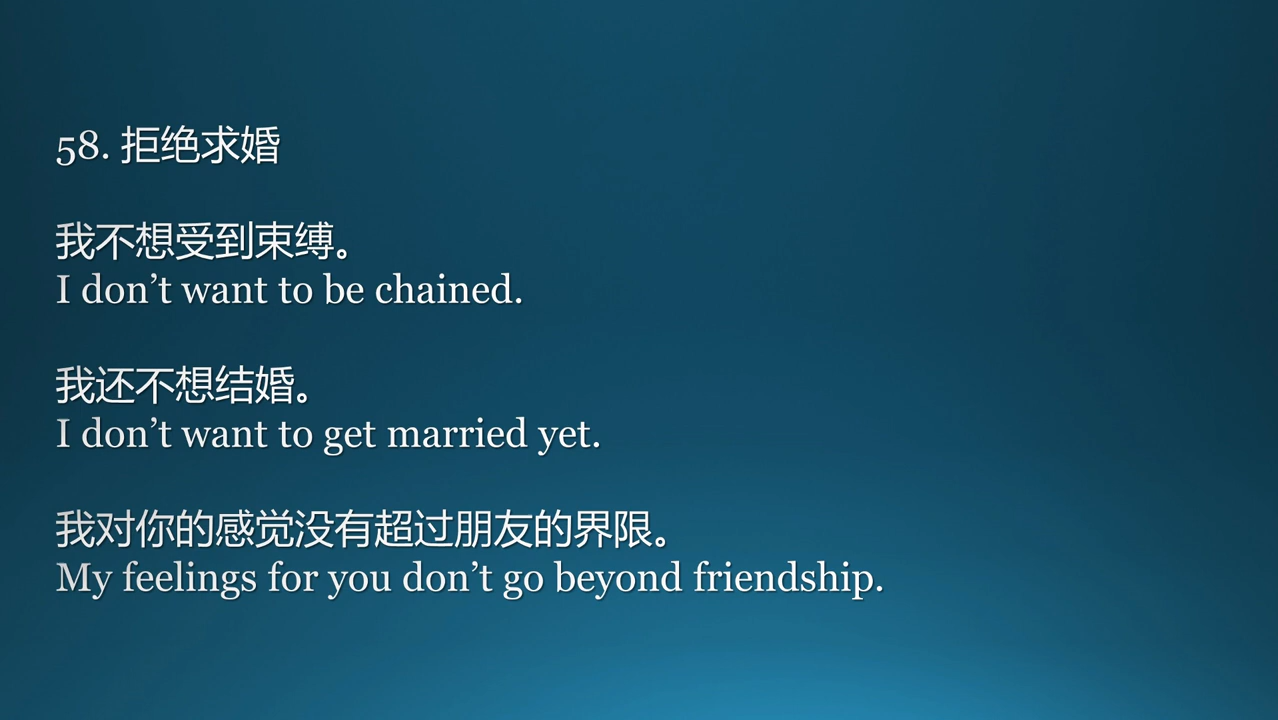 58. 拒绝求婚
我不想受到束缚。
I don’t want to be chained.
我还不想结婚。
I don’t want to get married yet.
我对你的感觉没有超过朋友的界限。
My feelings for you don’t go beyond friendship.